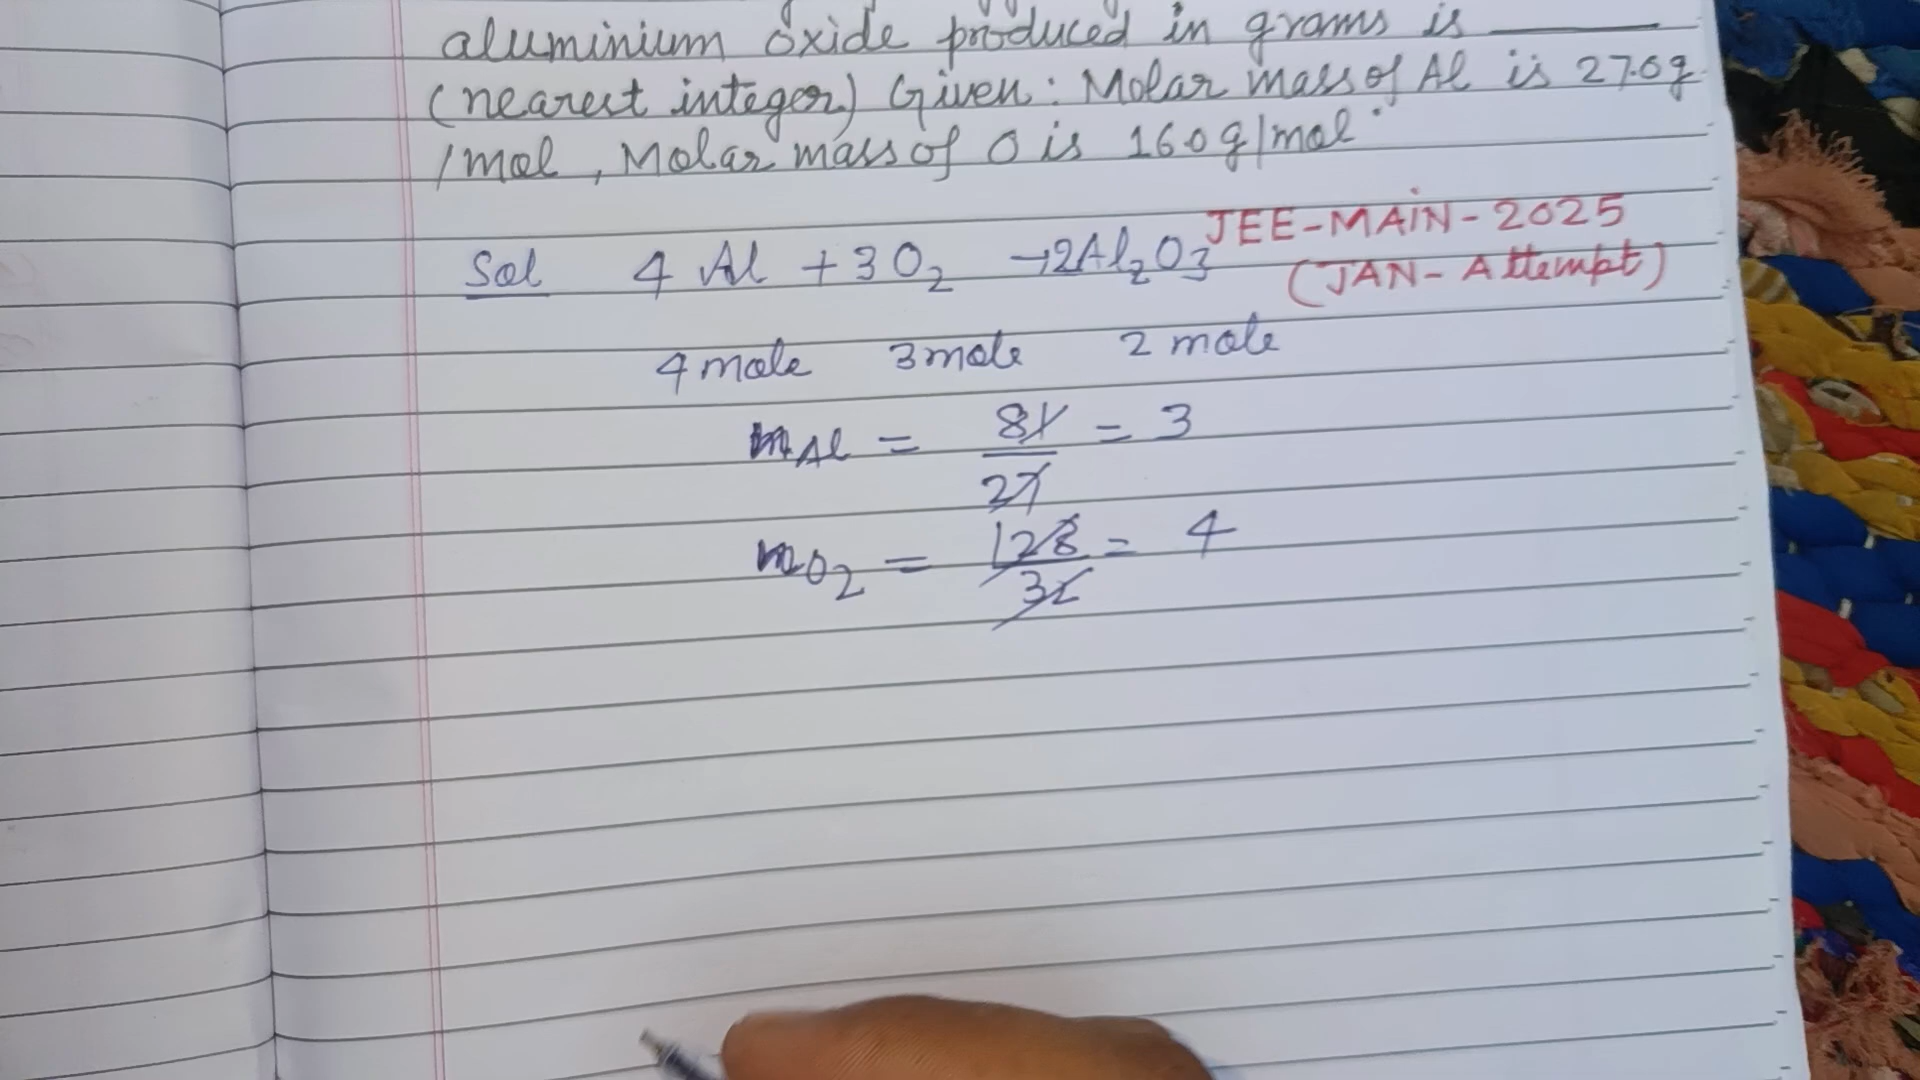 aluminium oxide produced in grams is ____
(nearest integer) Given: Molar mass of Al is 27.0g
/mol, Molar mass of O is 16.0g/mol.
JEE-MAIN-2025
(JAN-Attempt)
Sol 4 Al + 3 O2 → 2Al2O3
4 mole 3 mole 2 mole
nAl = 81/27 = 3
nO2 = 128/32 = 4